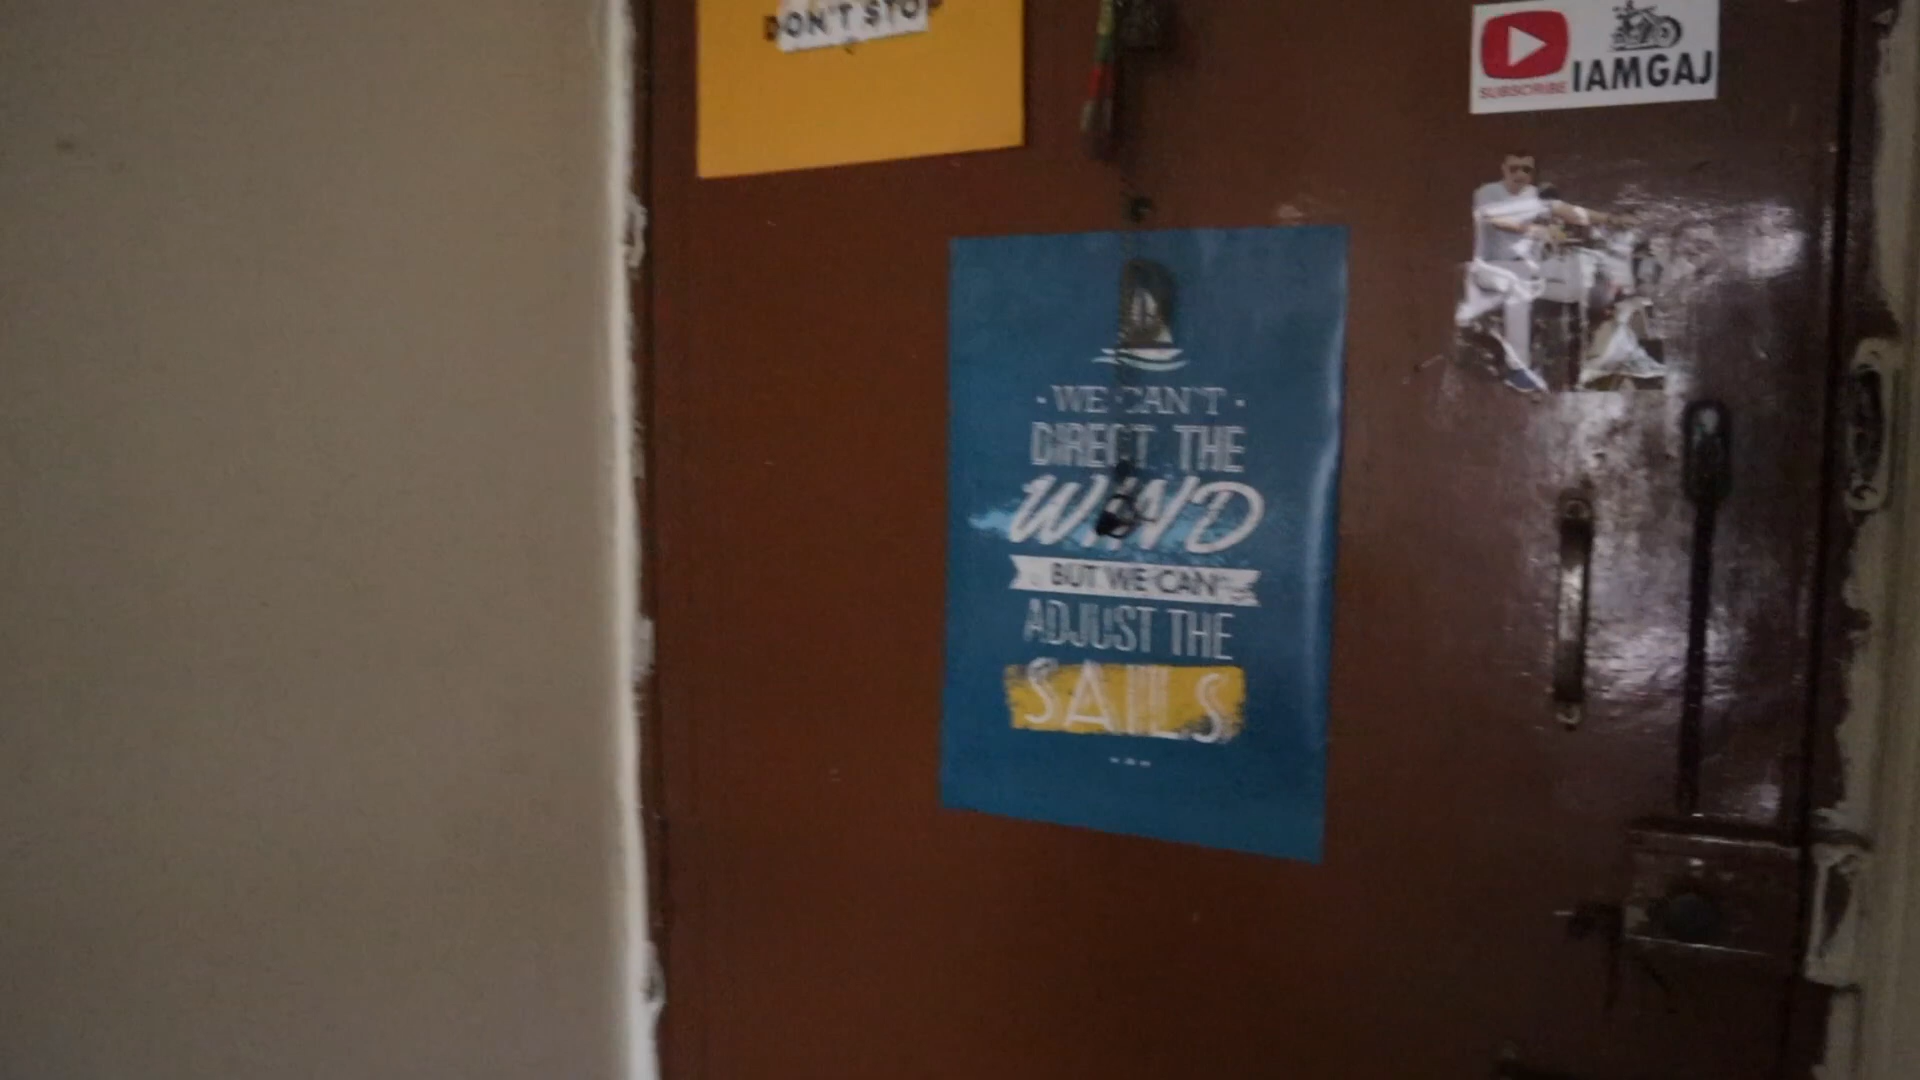 DON'T STOP
SUBSCRIBE
IAMGAJ
· WE CAN'T ·
DIRECT THE
WIND
BUT WE CAN
ADJUST THE
SAILS